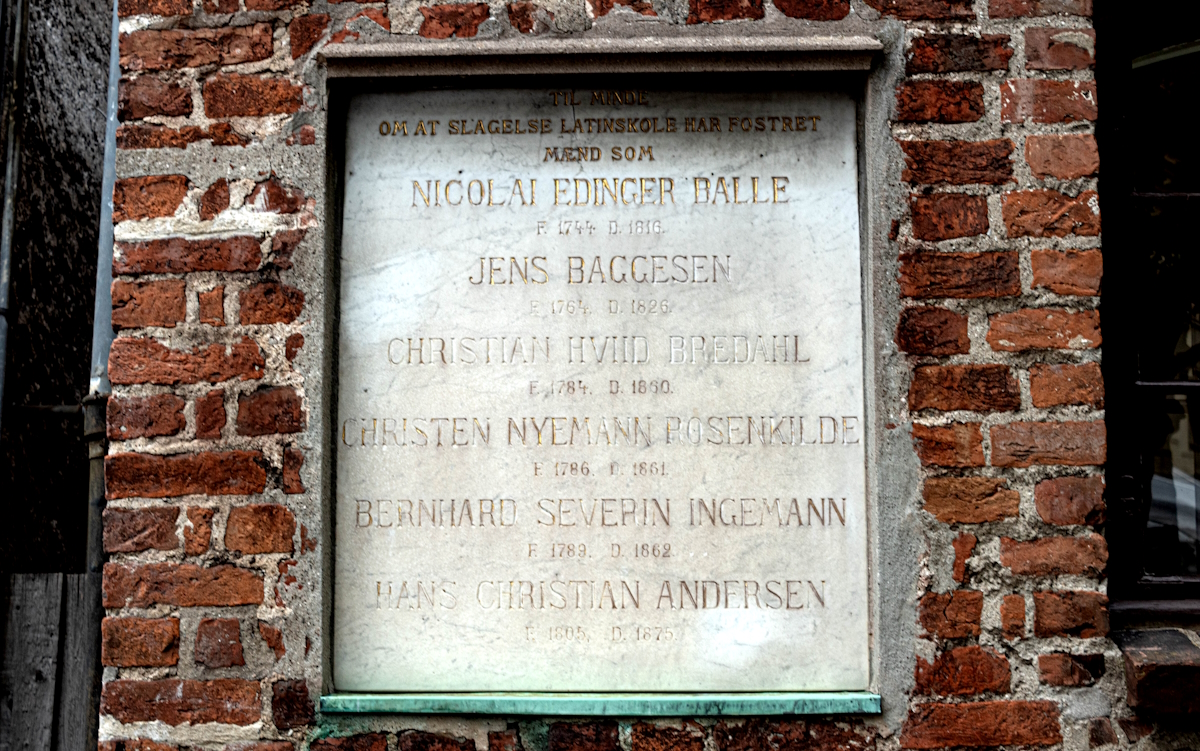 TIL MINDE
OM AT SLAGELSE LATINSKOLE HAR FOSTRET
MÆND SOM
NICOLAI EDINGER BALLE
F. 1744. D. 1816.
JENS BAGGESEN
F. 1764. D. 1826.
CHRISTIAN HVIID BREDAHL
F. 1784. D. 1860.
CHRISTEN NYEMANN ROSENKILDE
F. 1786. D. 1861.
BERNHARD SEVERIN INGEMANN
F. 1789. D. 1862.
HANS CHRISTIAN ANDERSEN
F. 1805. D. 1875.